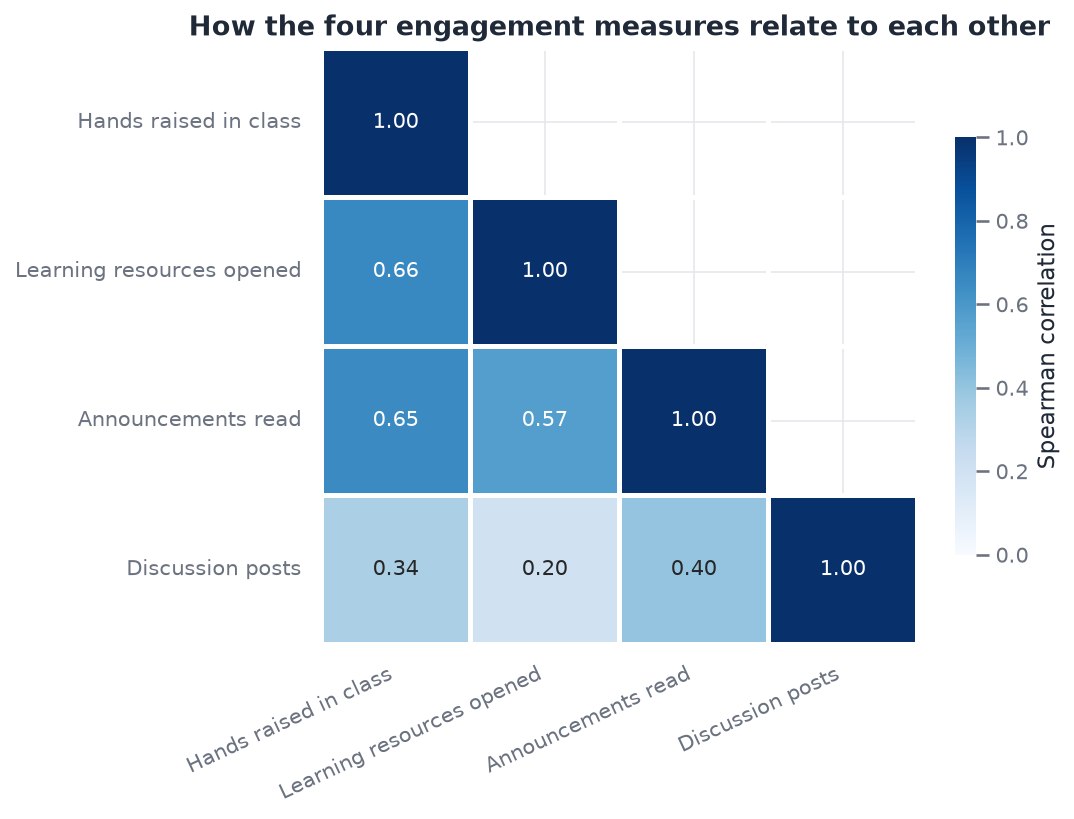 How the four engagement measures relate to each other
Hands raised in class
1.00
Learning resources opened
0.66
1.00
Announcements read
0.65
0.57
1.00
Discussion posts
0.34
0.20
0.40
1.00
Hands raised in class
Learning resources opened
Announcements read
Discussion posts
1.0
0.8
0.6
0.4
0.2
0.0
Spearman correlation